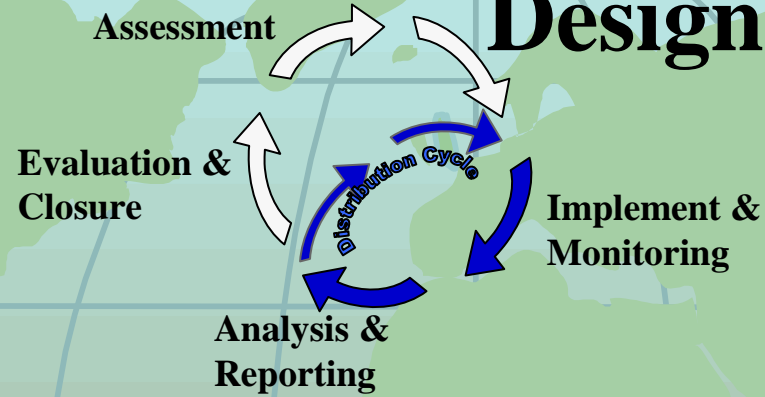 Assessment
Design
Distribution Cycle
Evaluation &
Closure
Implement &
Monitoring
Analysis &
Reporting